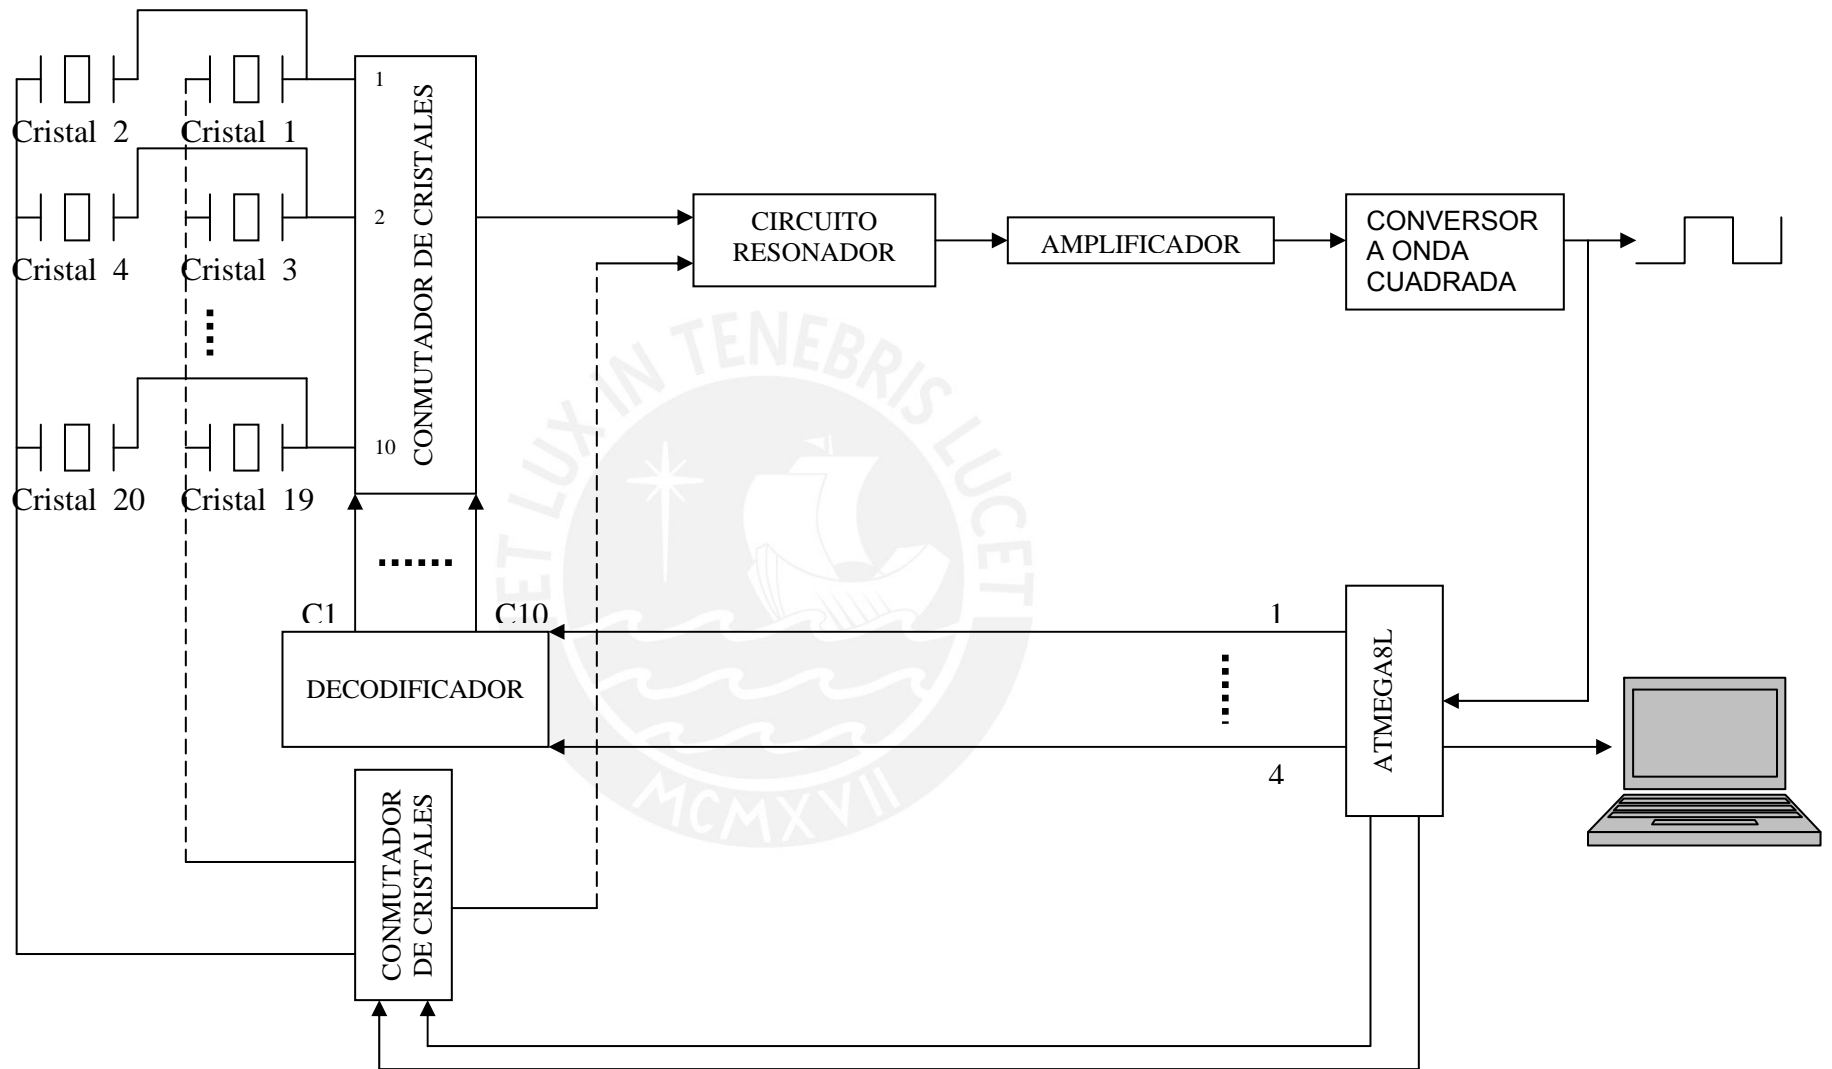 Cristal 2
Cristal 1
1
CONMUTADOR DE CRISTALES
2
10
Cristal 4
Cristal 3
Cristal 20
Cristal 19
CIRCUITO
RESONADOR
AMPLIFICADOR
CONVERSOR
A ONDA
CUADRADA
ET LUX IN TENEBRIS LUCET
MCMXVII
C1
C10
DECODIFICADOR
1
4
ATMEGA8L
CONMUTADOR
DE CRISTALES